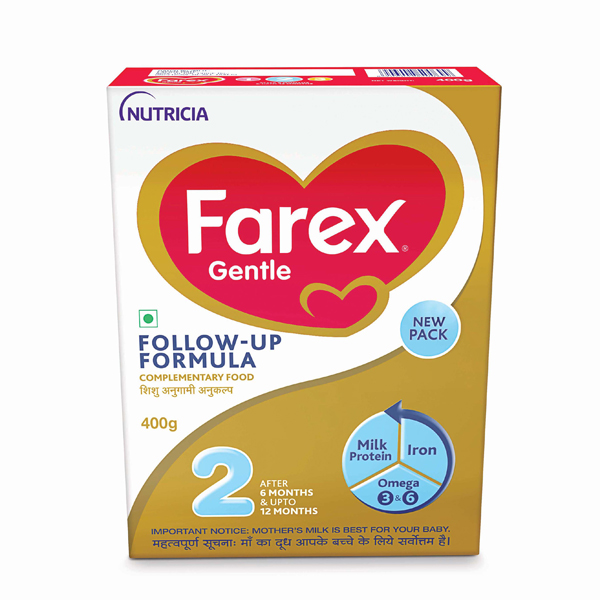 400g
NUTRICIA
Farex®
Gentle
NEW
PACK
FOLLOW-UP
FORMULA
COMPLEMENTARY FOOD
शिशु अनुगामी अनुकल्प
400g
2
AFTER
6 MONTHS
& UPTO
12 MONTHS
Milk
Protein
Iron
Omega
3 & 6
IMPORTANT NOTICE: MOTHER'S MILK IS BEST FOR YOUR BABY.
महत्वपूर्ण सूचनाः माँ का दूध आपके बच्चे के लिये सर्वोत्तम है।